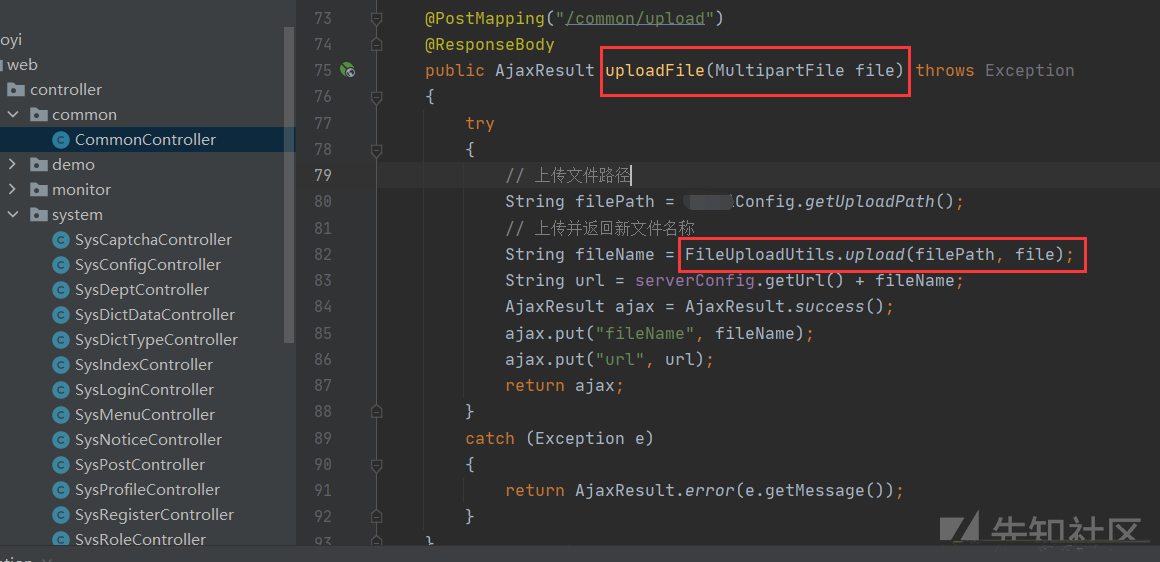 oyi
web
controller
common
CommonController
demo
monitor
system
SysCaptchaController
SysConfigController
SysDeptController
SysDictDataController
SysDictTypeController
SysIndexController
SysLoginController
SysMenuController
SysNoticeController
SysPostController
SysProfileController
SysRegisterController
SysRoleController
73 @PostMapping("/common/upload")
74 @ResponseBody
75 public AjaxResult uploadFile(MultipartFile file) throws Exception
76 {
77 try
78 {
79 // 上传文件路径
80 String filePath = Config.getUploadPath();
81 // 上传并返回新文件名称
82 String fileName = FileUploadUtils.upload(filePath, file);
83 String url = serverConfig.getUrl() + fileName;
84 AjaxResult ajax = AjaxResult.success();
85 ajax.put("fileName", fileName);
86 ajax.put("url", url);
87 return ajax;
88 }
89 catch (Exception e)
90 {
91 return AjaxResult.error(e.getMessage());
92 }
93 }
先知社区